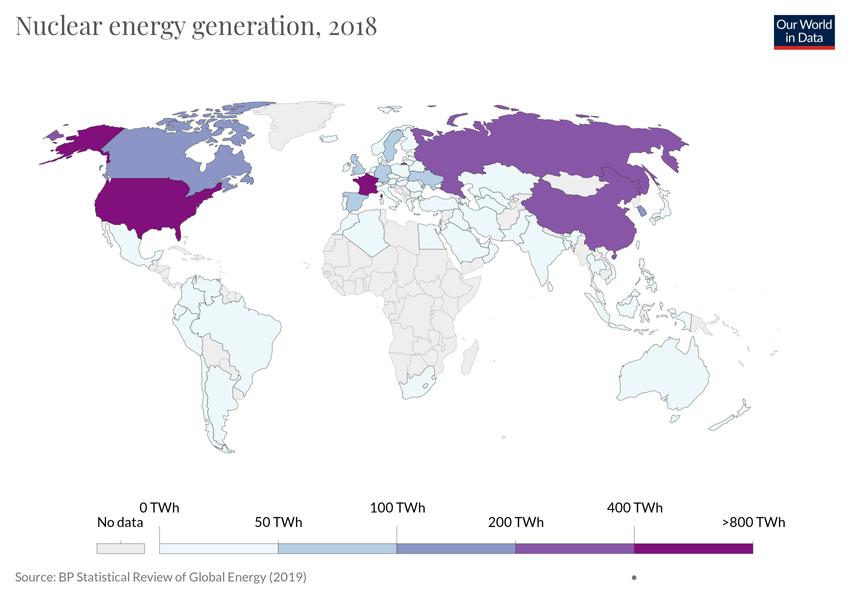 Nuclear energy generation, 2018
Our World
in Data
0 TWh
100 TWh
400 TWh
No data
50 TWh
200 TWh
>800 TWh
Source: BP Statistical Review of Global Energy (2019)